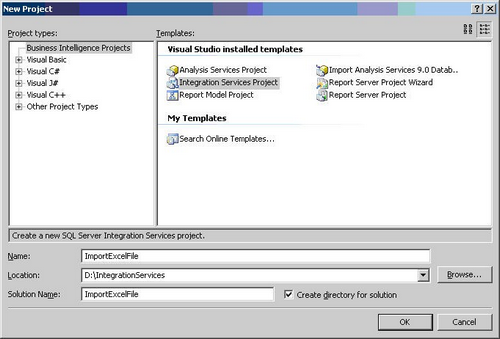 New Project
Project types:
Templates:
Business Intelligence Projects
Visual Basic
Visual C#
Visual J#
Visual C++
Other Project Types
Visual Studio installed templates
Analysis Services Project
Import Analysis Services 9.0 Datab...
Integration Services Project
Report Server Project Wizard
Report Model Project
Report Server Project
My Templates
Search Online Templates...
Create a new SQL Server Integration Services project.
Name:
ImportExcelFile
Location:
D:\IntegrationServices
Browse...
Solution Name:
ImportExcelFile
Create directory for solution
OK
Cancel